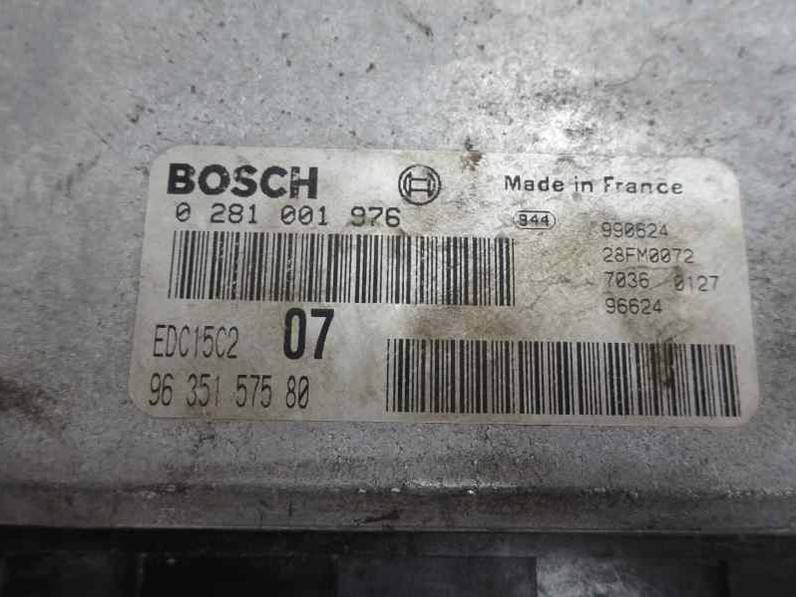 BOSCH
Made in France
0 281 001 976
944
990624
28FM0072
7036 0127
96624
EDC15C2 07
96 351 575 80